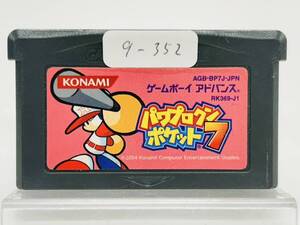 9-352
KONAMI
AGB-BP7J-JPN
ゲームボーイ アドバンス®
RK369-J1
パワプロクン
ポケット7
©2004 Konami Computer Entertainment Studios